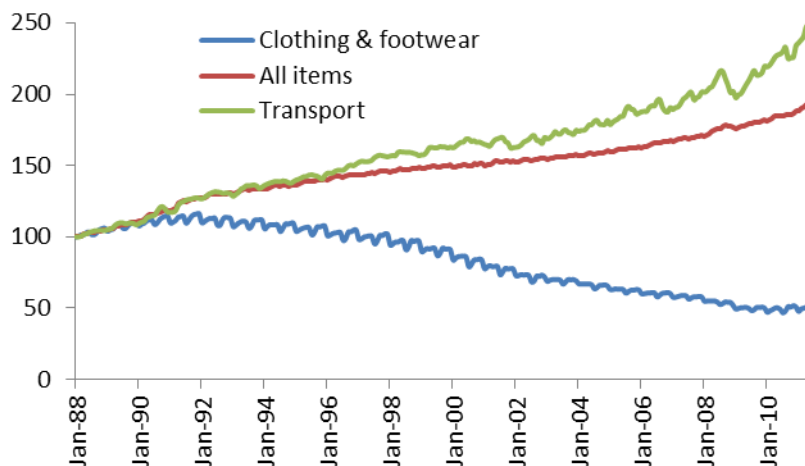 250
200
150
100
50
0
Clothing & footwear
All items
Transport
Jan-88
Jan-90
Jan-92
Jan-94
Jan-96
Jan-98
Jan-00
Jan-02
Jan-04
Jan-06
Jan-08
Jan-10